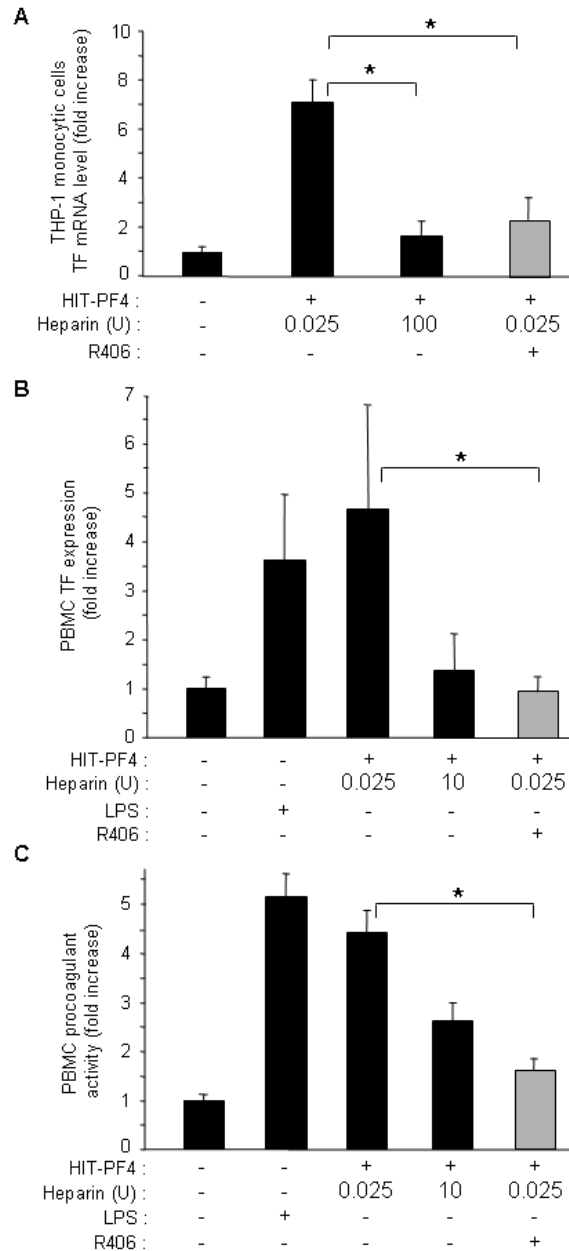 A
THP-1 monocytic cells
TF mRNA level (fold increase)
10
8
6
4
2
0
*
*
HIT-PF4 : - + + +
Heparin (U) : - 0.025 100 0.025
R406 : - - - +
B
PBMC TF expression
(fold increase)
7
6
5
4
3
2
1
0
*
HIT-PF4 : - - + + +
Heparin (U) : - - 0.025 10 0.025
LPS : - + - - -
R406 : - - - - +
C
PBMC procoagulant
activity (fold increase)
5
4
3
2
1
0
*
HIT-PF4 : - - + + +
Heparin (U) : - - 0.025 10 0.025
LPS : - + - - -
R406 : - - - - +